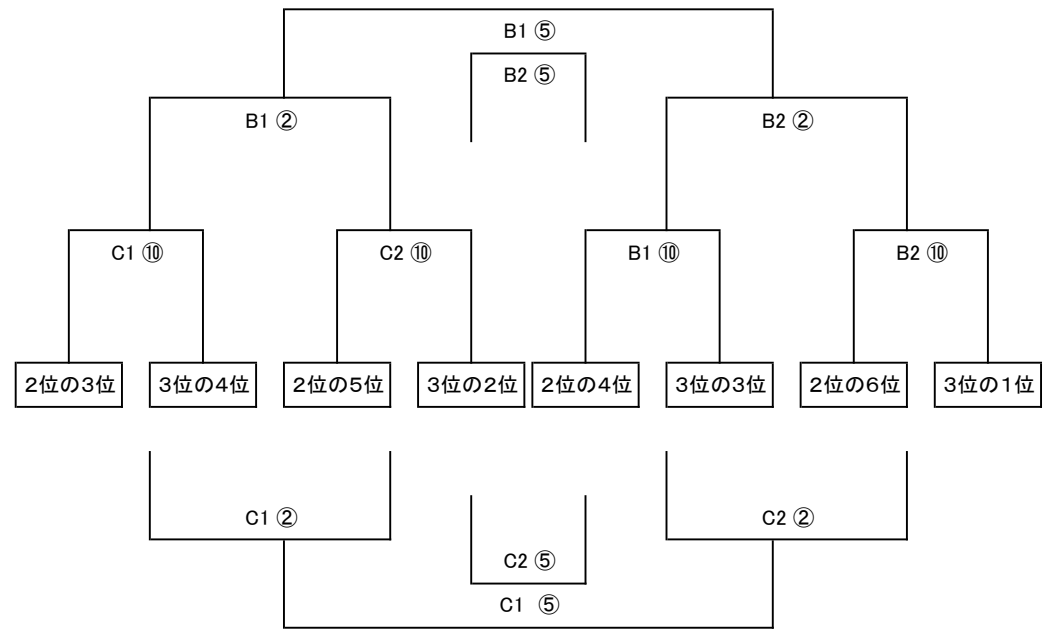 B1 ⑤
B2 ⑤
B1 ② B2 ②
C1 ⑩ C2 ⑩ B1 ⑩ B2 ⑩
2位の3位 3位の4位 2位の5位 3位の2位 2位の4位 3位の3位 2位の6位 3位の1位
C1 ② C2 ②
C2 ⑤
C1 ⑤